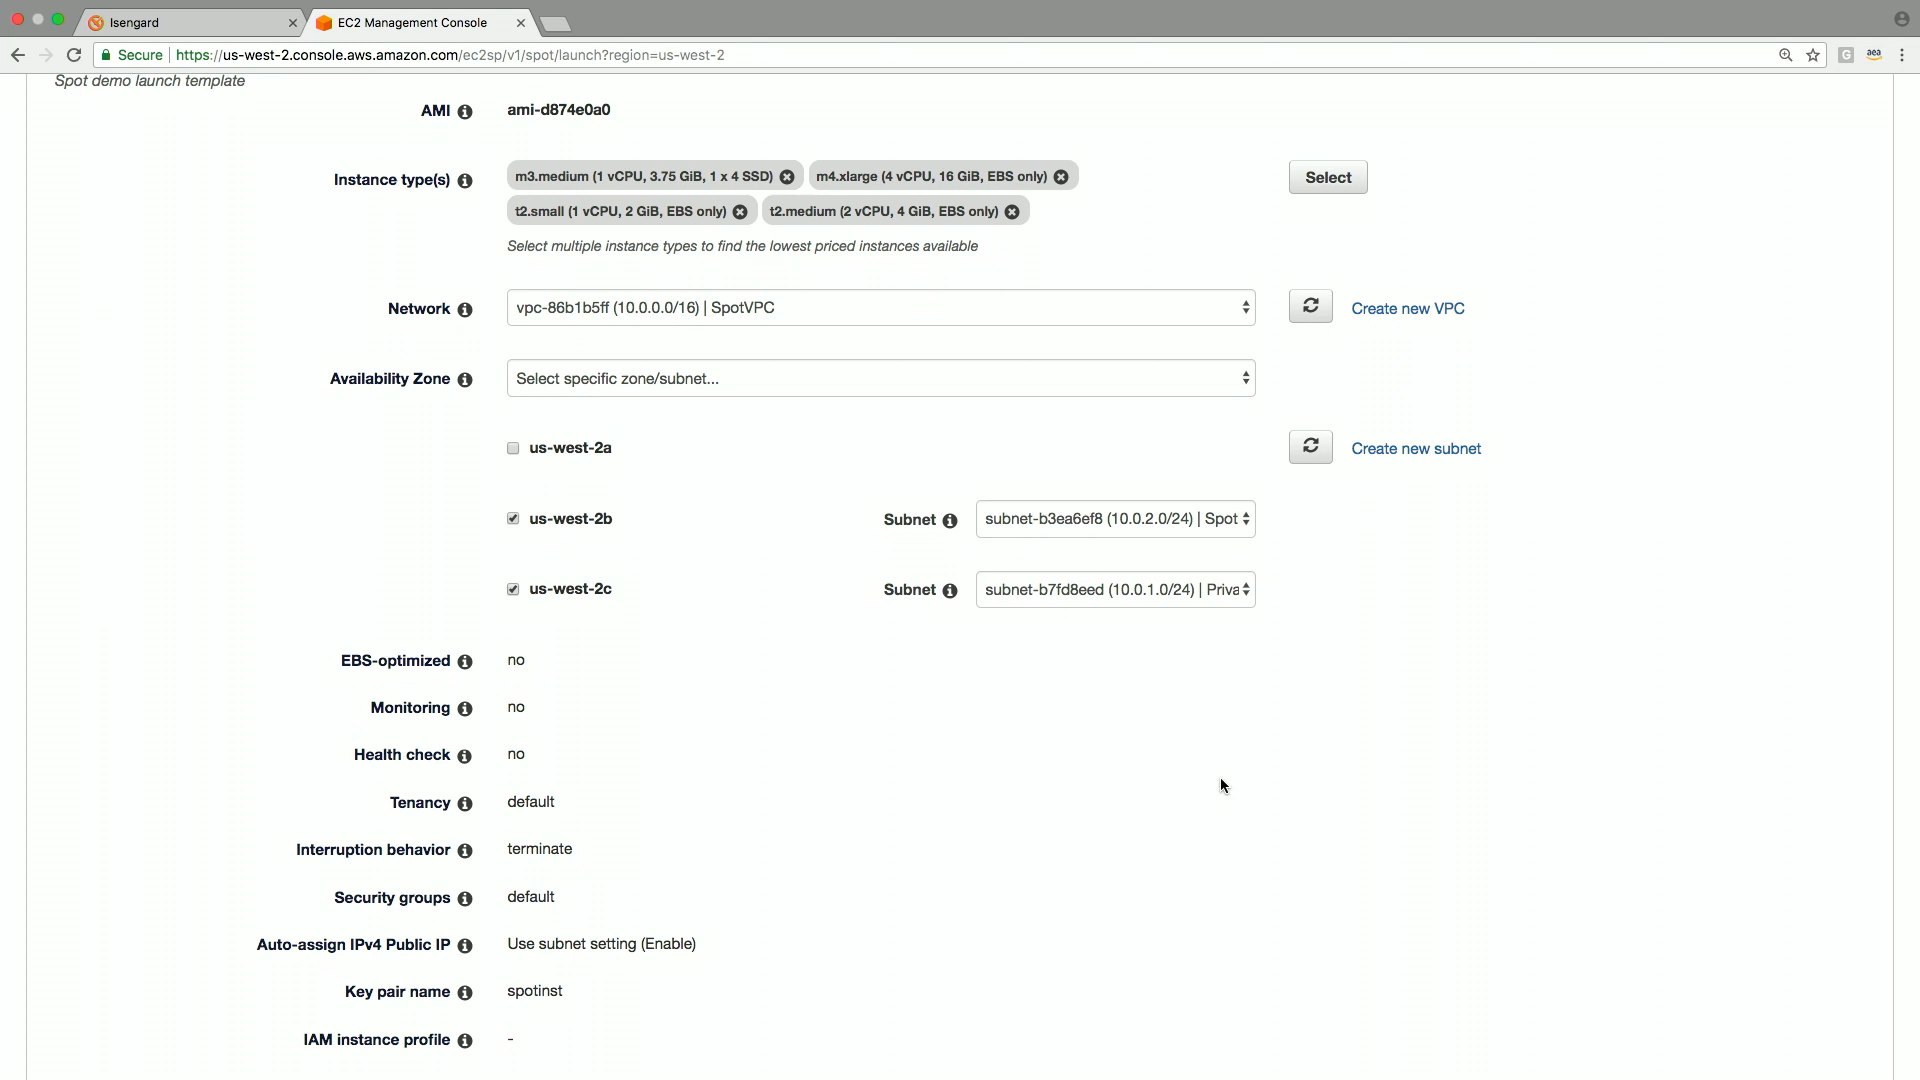 Isengard
EC2 Management Console
Secure
https://us-west-2.console.aws.amazon.com/ec2sp/v1/spot/launch?region=us-west-2
G
aea
Spot demo launch template
AMI
ami-d874e0a0
Instance type(s)
m3.medium (1 vCPU, 3.75 GiB, 1 x 4 SSD)
m4.xlarge (4 vCPU, 16 GiB, EBS only)
Select
t2.small (1 vCPU, 2 GiB, EBS only)
t2.medium (2 vCPU, 4 GiB, EBS only)
Select multiple instance types to find the lowest priced instances available
Network
vpc-86b1b5ff (10.0.0.0/16) | SpotVPC
Create new VPC
Availability Zone
Select specific zone/subnet...
us-west-2a
Create new subnet
us-west-2b
Subnet
subnet-b3ea6ef8 (10.0.2.0/24) | Spot
us-west-2c
Subnet
subnet-b7fd8eed (10.0.1.0/24) | Priva
EBS-optimized
no
Monitoring
no
Health check
no
Tenancy
default
Interruption behavior
terminate
Security groups
default
Auto-assign IPv4 Public IP
Use subnet setting (Enable)
Key pair name
spotinst
IAM instance profile
-